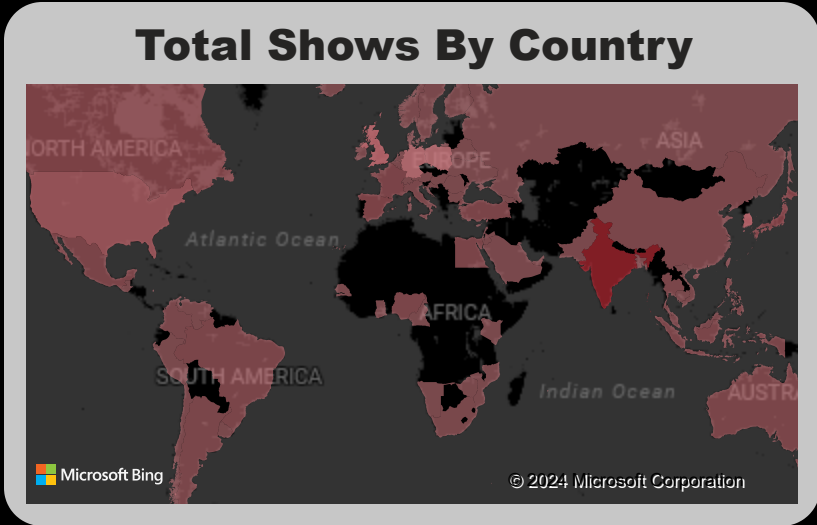 Total Shows By Country
NORTH AMERICA
ASIA
EUROPE
Atlantic Ocean
AFRICA
SOUTH AMERICA
Indian Ocean
AUSTRA
Microsoft Bing
© 2024 Microsoft Corporation